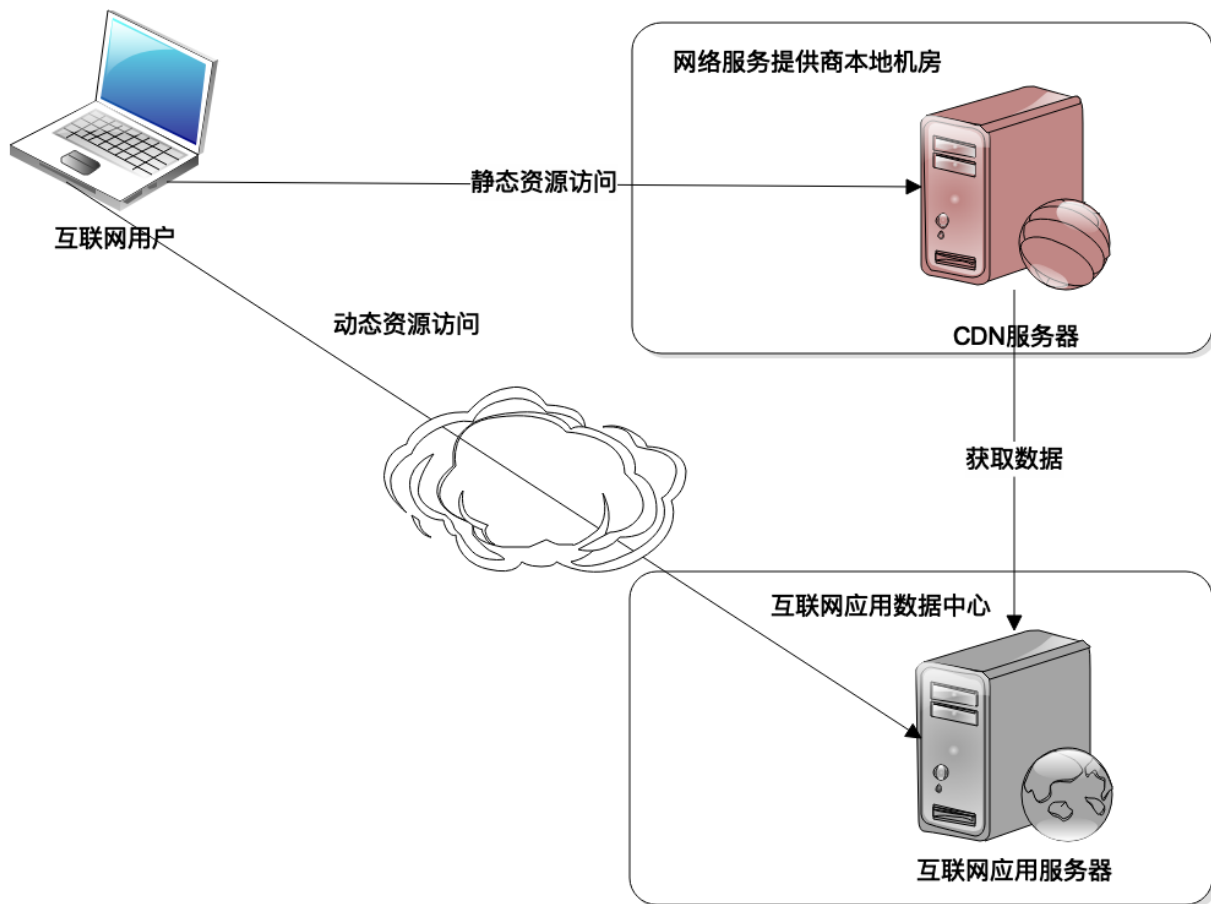 网络服务提供商本地机房
静态资源访问
互联网用户
动态资源访问
CDN服务器
获取数据
互联网应用数据中心
互联网应用服务器